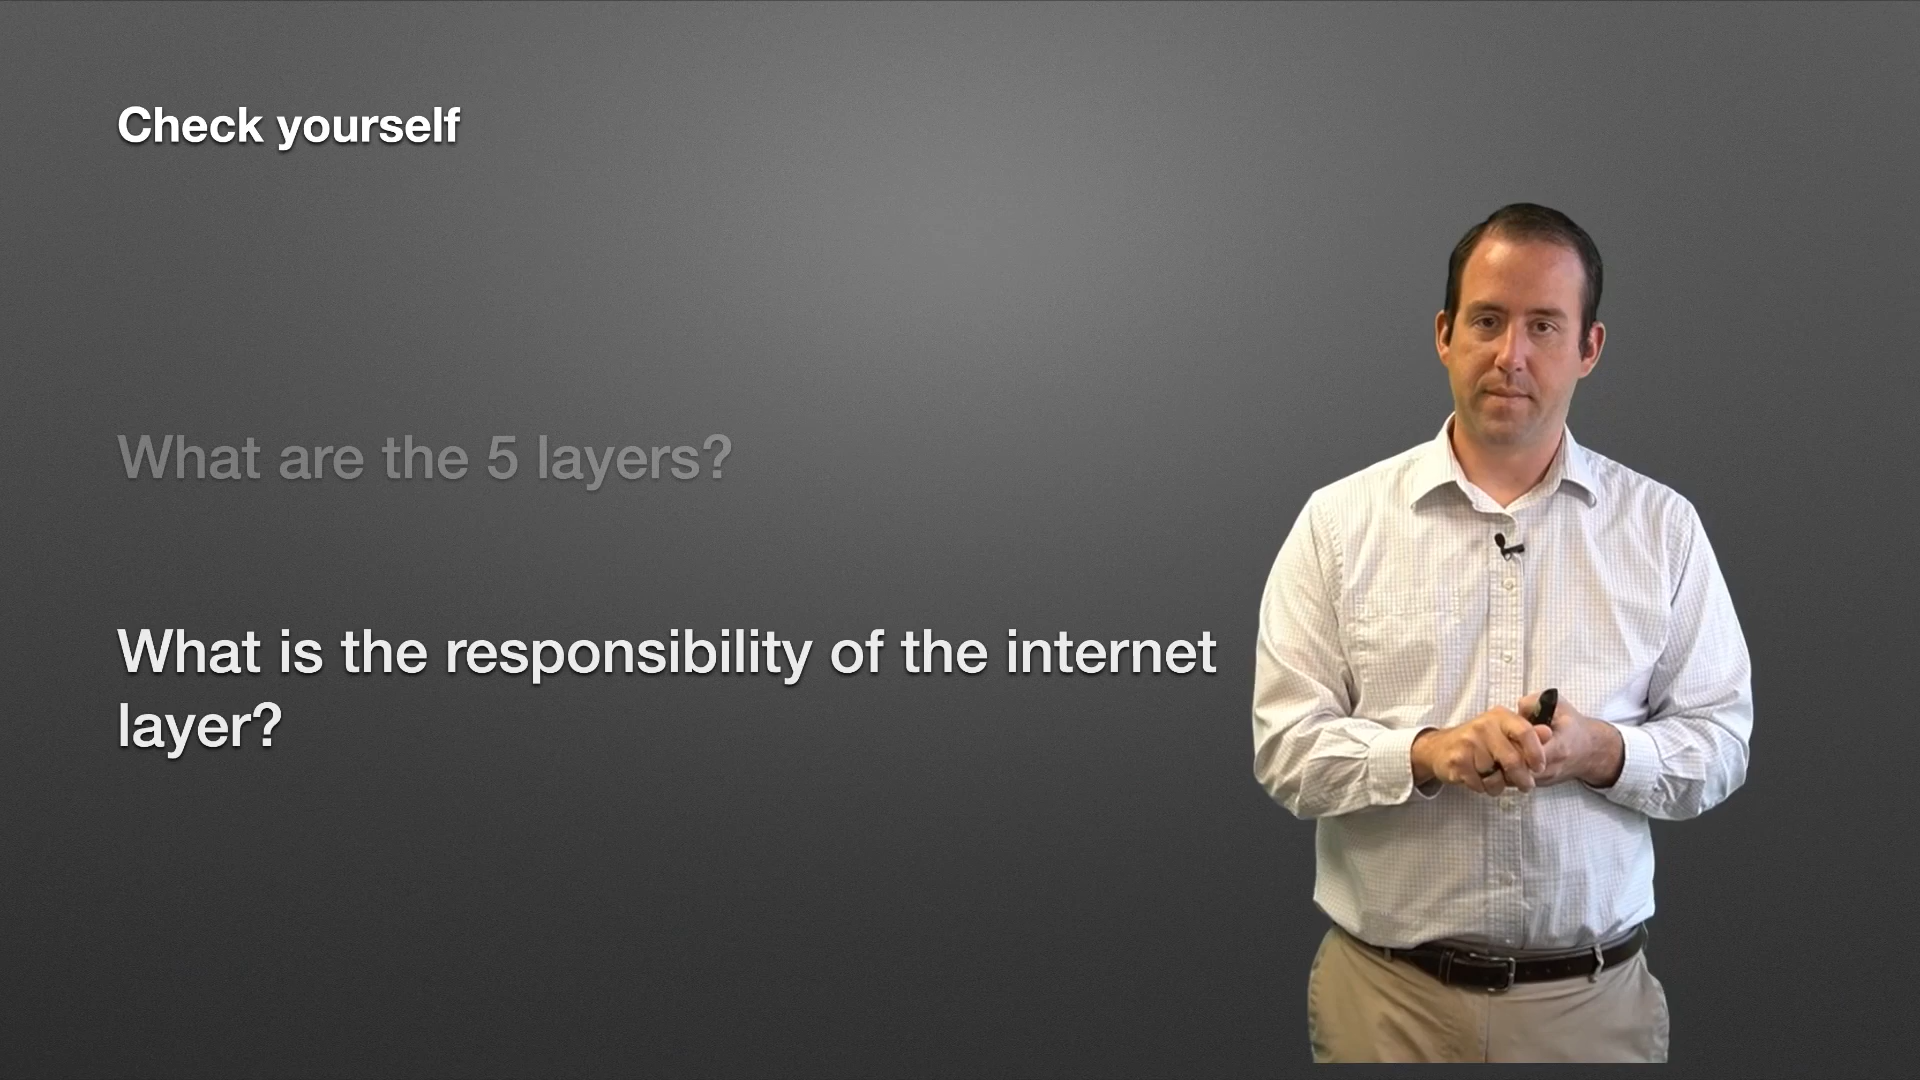 Check yourself
What are the 5 layers?
What is the responsibility of the internet
layer?